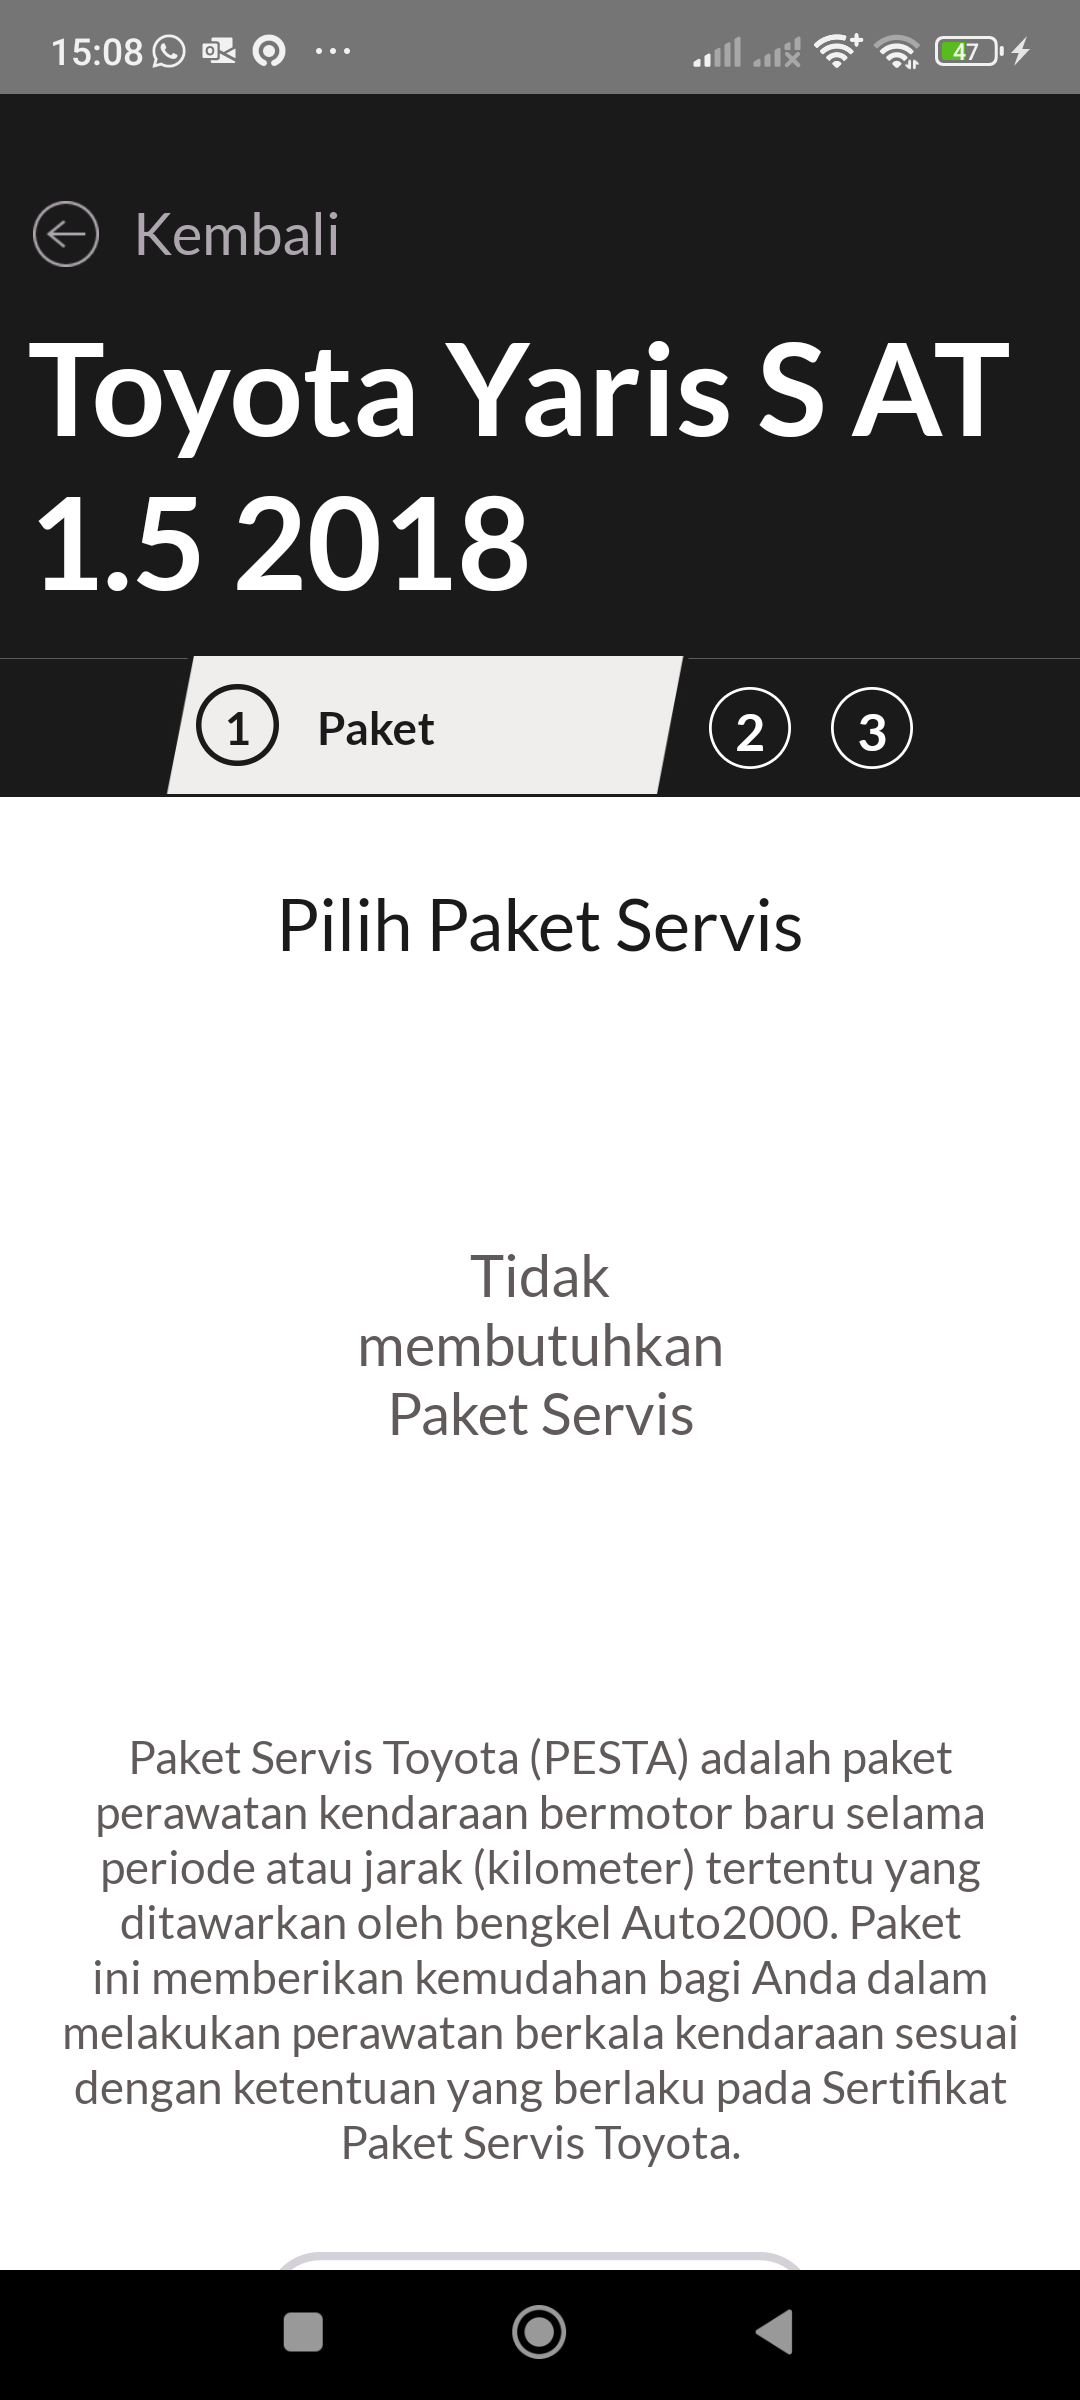 15:08
47
Kembali
Toyota Yaris S AT
1.5 2018
1 Paket 2 3
Pilih Paket Servis
Tidak
membutuhkan
Paket Servis
Paket Servis Toyota (PESTA) adalah paket
perawatan kendaraan bermotor baru selama
periode atau jarak (kilometer) tertentu yang
ditawarkan oleh bengkel Auto2000. Paket
ini memberikan kemudahan bagi Anda dalam
melakukan perawatan berkala kendaraan sesuai
dengan ketentuan yang berlaku pada Sertifikat
Paket Servis Toyota.